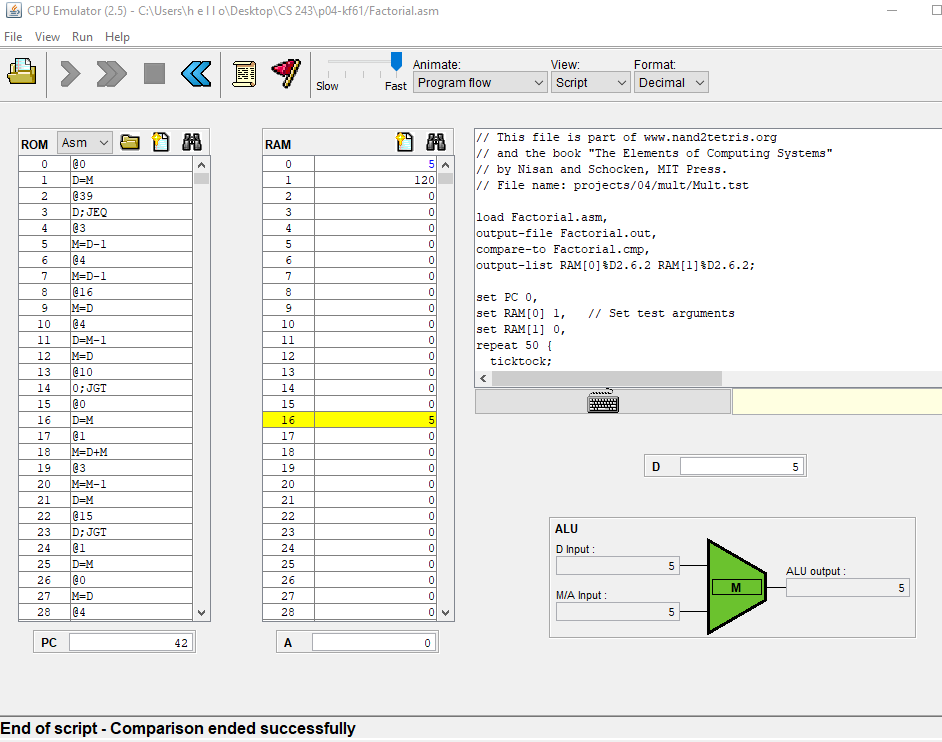 CPU Emulator (2.5) - C:\Users\h e l l o\Desktop\CS 243\p04-kf61/Factorial.asm
File View Run Help
Slow
Fast
Animate:
Program flow
View:
Script
Format:
Decimal
ROM Asm
0 @0
1 D=M
2 @39
3 D;JEQ
4 @3
5 M=D-1
6 @4
7 M=D-1
8 @16
9 M=D
10 @4
11 D=M-1
12 M=D
13 @10
14 0;JGT
15 @0
16 D=M
17 @1
18 M=D+M
19 @3
20 M=M-1
21 D=M
22 @15
23 D;JGT
24 @1
25 D=M
26 @0
27 M=D
28 @4
PC 42
RAM
0 5
1 120
2 0
3 0
4 0
5 0
6 0
7 0
8 0
9 0
10 0
11 0
12 0
13 0
14 0
15 0
16 5
17 0
18 0
19 0
20 0
21 0
22 0
23 0
24 0
25 0
26 0
27 0
28 0
A 0
// This file is part of www.nand2tetris.org
// and the book "The Elements of Computing Systems"
// by Nisan and Schocken, MIT Press.
// File name: projects/04/mult/Mult.tst
load Factorial.asm,
output-file Factorial.out,
compare-to Factorial.cmp,
output-list RAM[0]%D2.6.2 RAM[1]%D2.6.2;
set PC 0,
set RAM[0] 1,   // Set test arguments
set RAM[1] 0,
repeat 50 {
  ticktock;
D 5
ALU
D Input :
5
M/A Input :
5
M
ALU output :
5
End of script - Comparison ended successfully